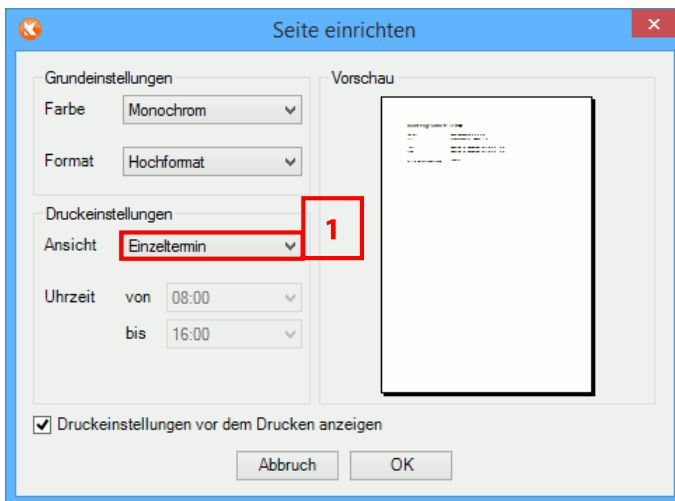 Seite einrichten
Grundeinstellungen
Farbe Monochrom
Format Hochformat
Druckeinstellungen
Ansicht Einzeltermin 1
Uhrzeit von 08:00
bis 16:00
Vorschau
Druckeinstellungen vor dem Drucken anzeigen
Abbruch OK